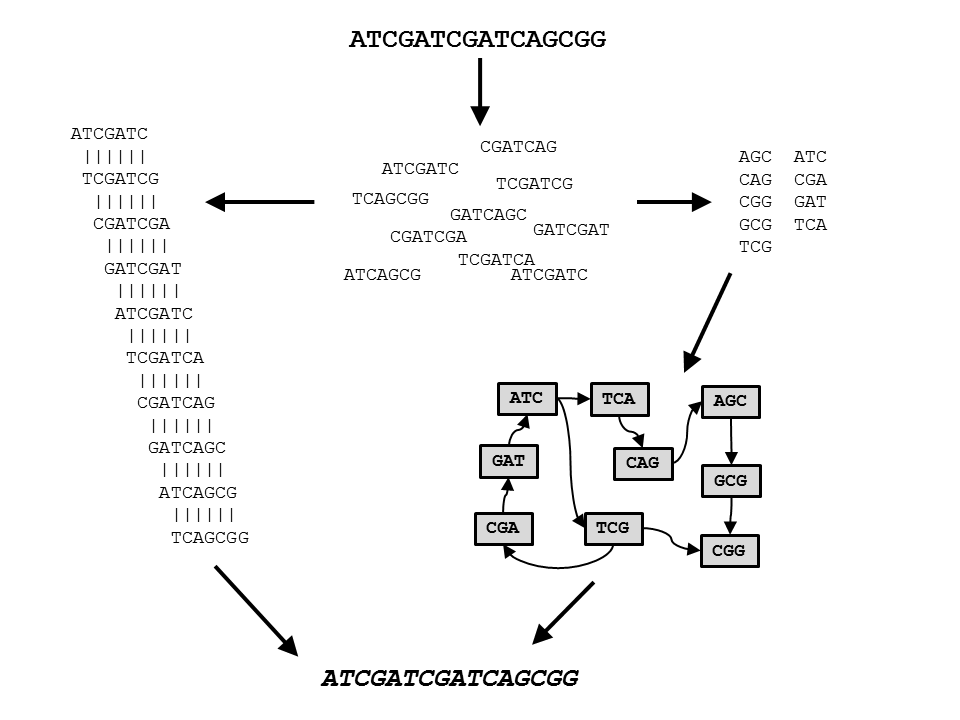 ATCGATCGATCAGCGG
ATCGATC
||||||
TCGATCG
||||||
CGATCGA
||||||
GATCGAT
||||||
ATCGATC
||||||
TCGATCA
||||||
CGATCAG
||||||
GATCAGC
||||||
ATCAGCG
||||||
TCAGCGG
CGATCAG
ATCGATC
TCGATCG
TCAGCGG
GATCAGC
GATCGAT
CGATCGA
TCGATCA
ATCAGCG
ATCGATC
AGC ATC
CAG CGA
CGG GAT
GCG TCA
TCG
ATC
TCA
AGC
GAT
CAG
GCG
CGA
TCG
CGG
ATCGATCGATCAGCGG